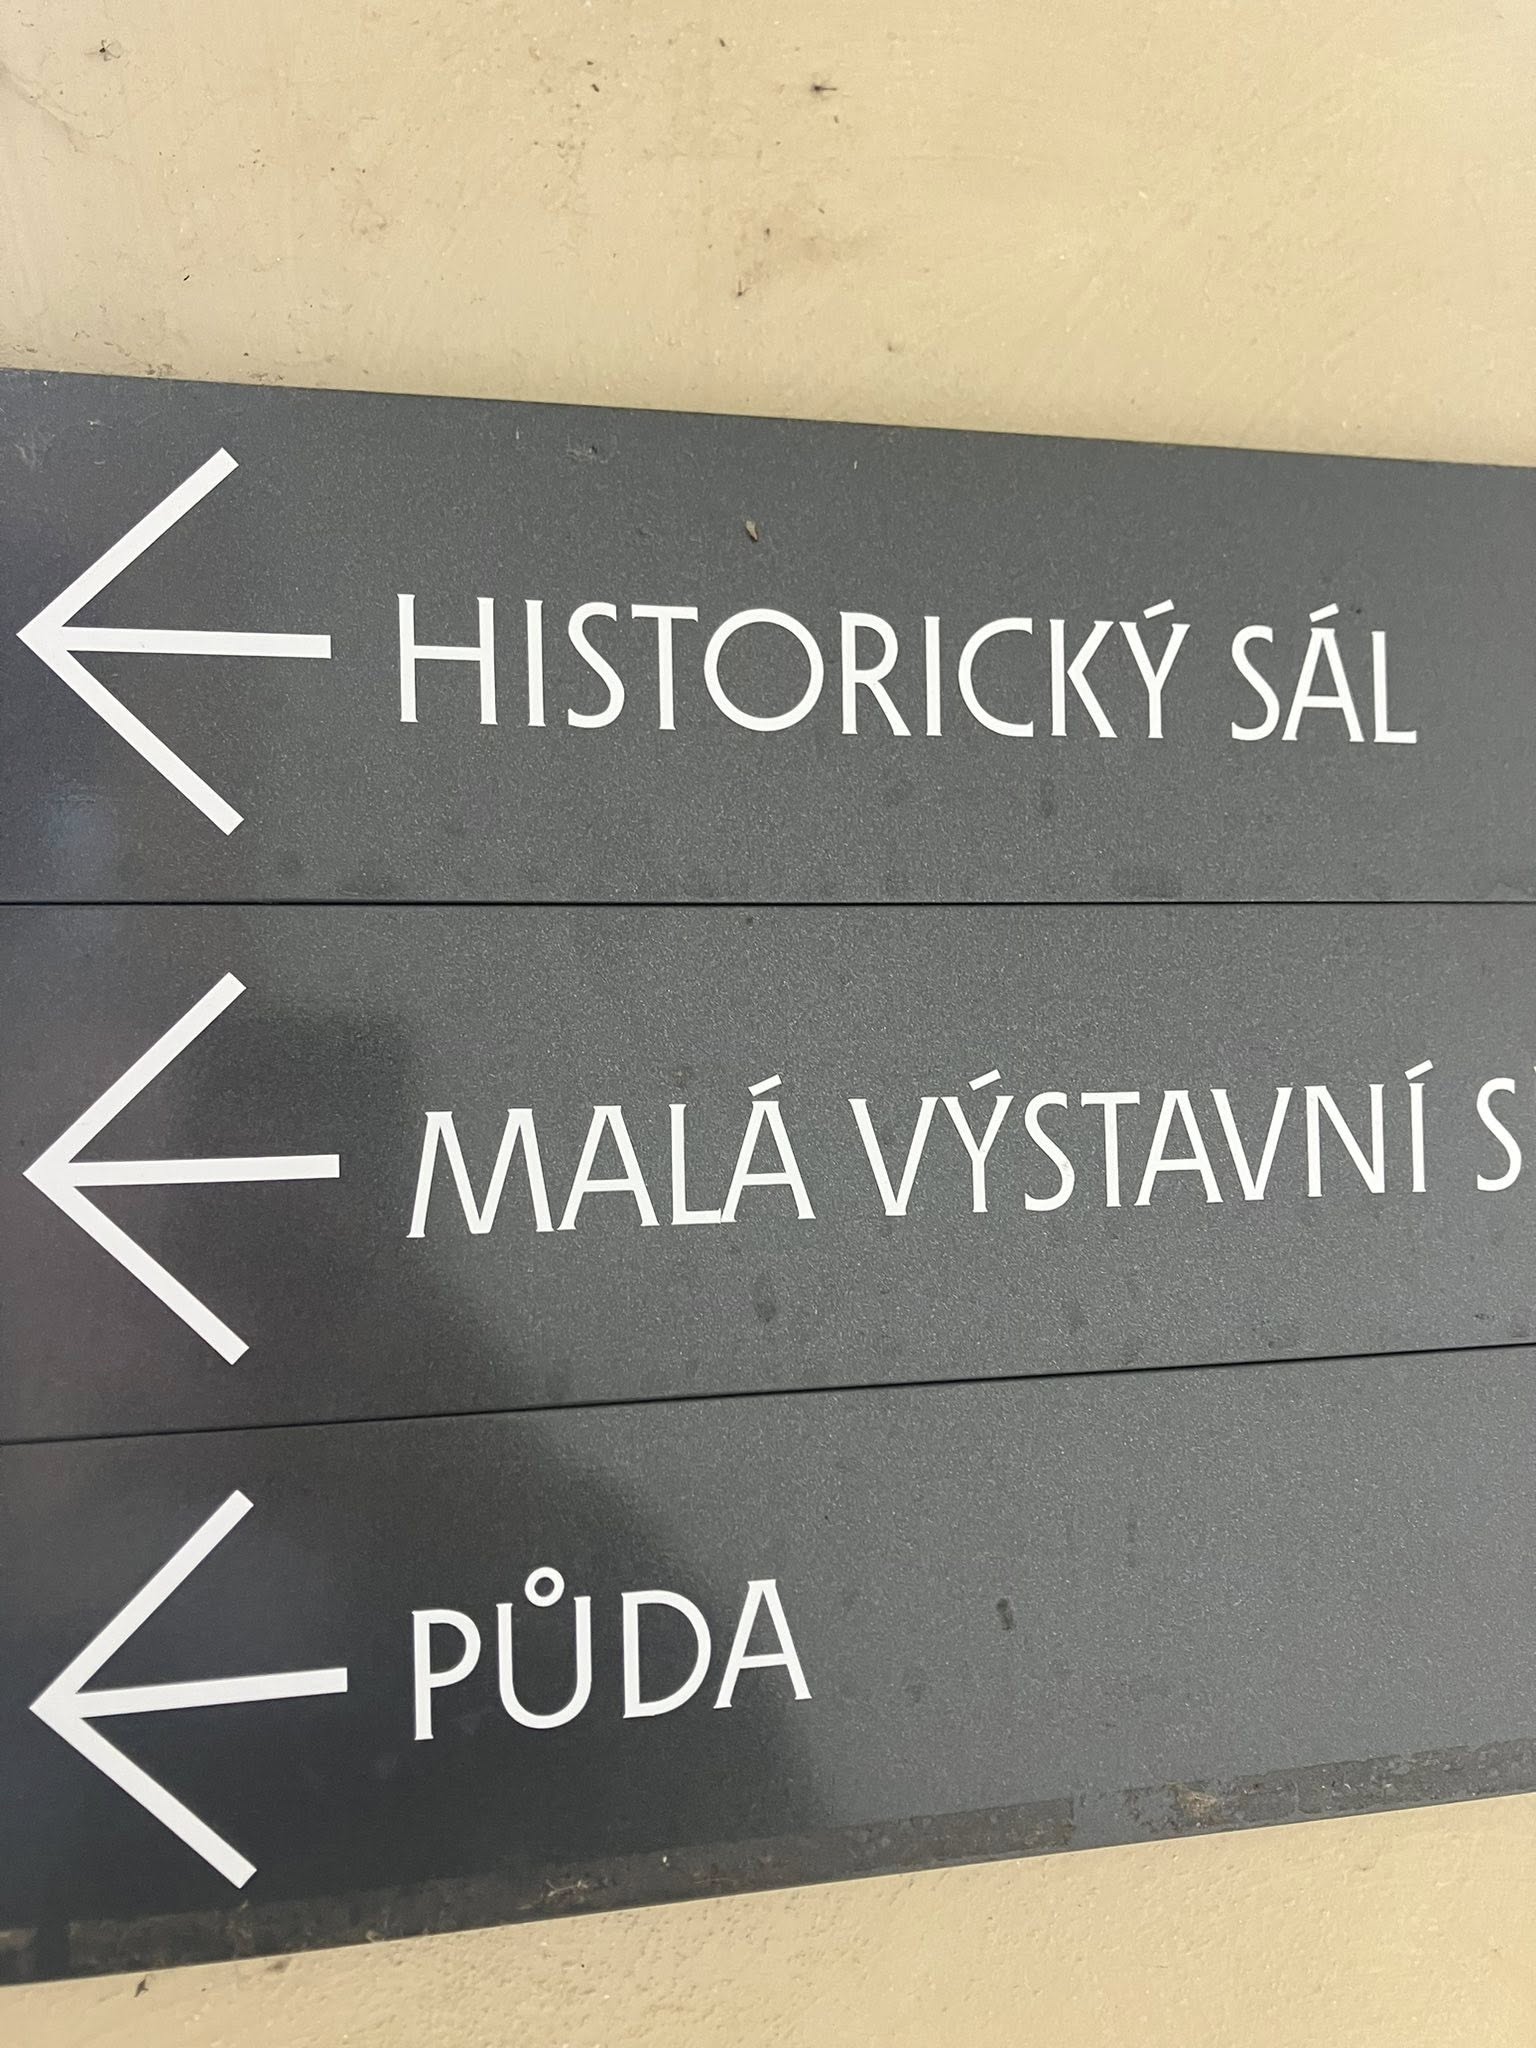 HISTORICKÝ SÁL
MALÁ VÝSTAVNÍ
PŮDA